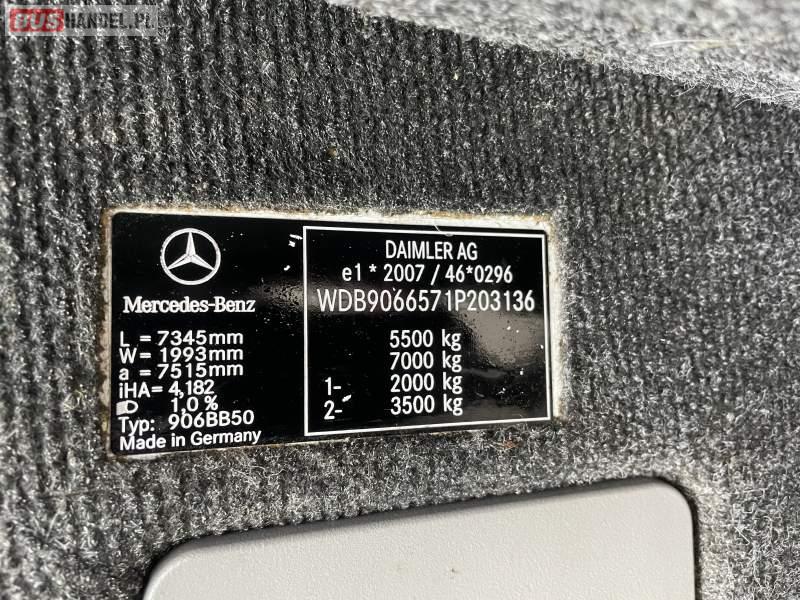 BUSHANDEL.PL
Mercedes-Benz
L = 7345mm
W = 1993mm
a = 7515mm
iHA= 4,182
1,0 %
Typ: 906BB50
Made in Germany
DAIMLER AG
e1 * 2007 / 46*0296
WDB9066571P203136
5500 kg
7000 kg
1- 2000 kg
2- 3500 kg